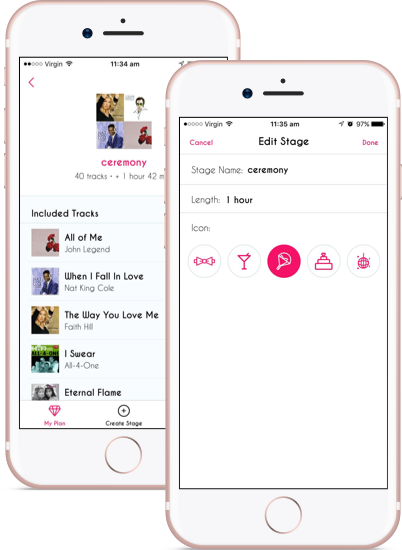 Virgin
11:34 am
ceremony
40 tracks • • 1 hour 42 m
Included Tracks
All of Me
John Legend
When I Fall In Love
Nat King Cole
The Way You Love Me
Faith Hill
I Swear
All-4-One
Eternal Flame
My Plan
Create Stage
Virgin
11:35 am
97%
Cancel
Edit Stage
Done
Stage Name: ceremony
Length: 1 hour
Icon: